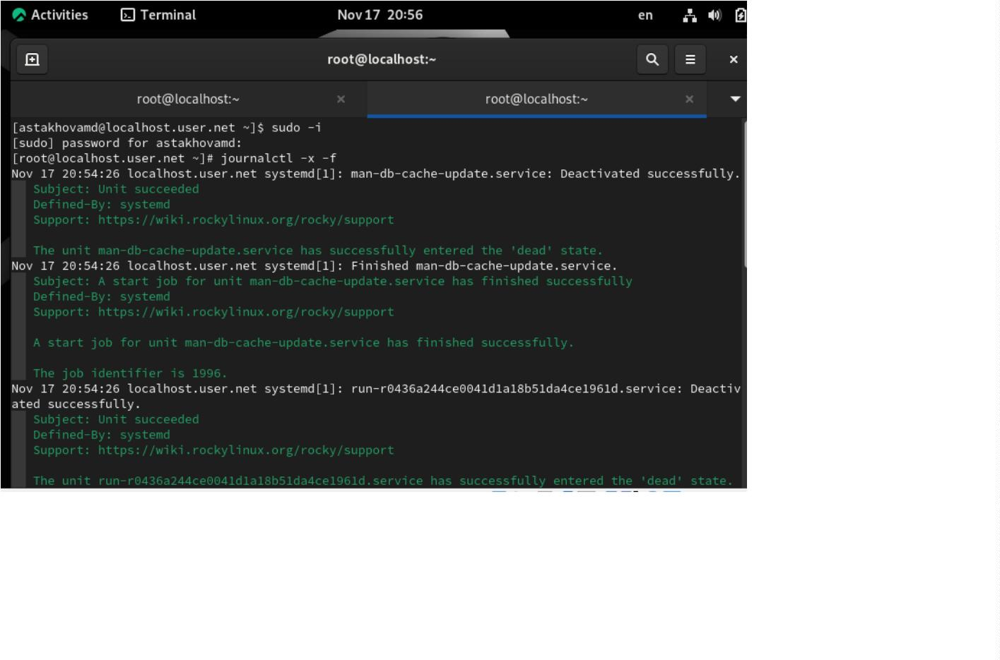 Activities Terminal Nov 17 20:56 en
root@localhost:~
root@localhost:~ root@localhost:~
[astakhovamd@localhost.user.net ~]$ sudo -i
[sudo] password for astakhovamd:
[root@localhost.user.net ~]# journalctl -x -f
Nov 17 20:54:26 localhost.user.net systemd[1]: man-db-cache-update.service: Deactivated successfully.
Subject: Unit succeeded
Defined-By: systemd
Support: https://wiki.rockylinux.org/rocky/support
The unit man-db-cache-update.service has successfully entered the 'dead' state.
Nov 17 20:54:26 localhost.user.net systemd[1]: Finished man-db-cache-update.service.
Subject: A start job for unit man-db-cache-update.service has finished successfully
Defined-By: systemd
Support: https://wiki.rockylinux.org/rocky/support
A start job for unit man-db-cache-update.service has finished successfully.
The job identifier is 1996.
Nov 17 20:54:26 localhost.user.net systemd[1]: run-r0436a244ce0041d1a18b51da4ce1961d.service: Deactiv
ated successfully.
Subject: Unit succeeded
Defined-By: systemd
Support: https://wiki.rockylinux.org/rocky/support
The unit run-r0436a244ce0041d1a18b51da4ce1961d.service has successfully entered the 'dead' state.